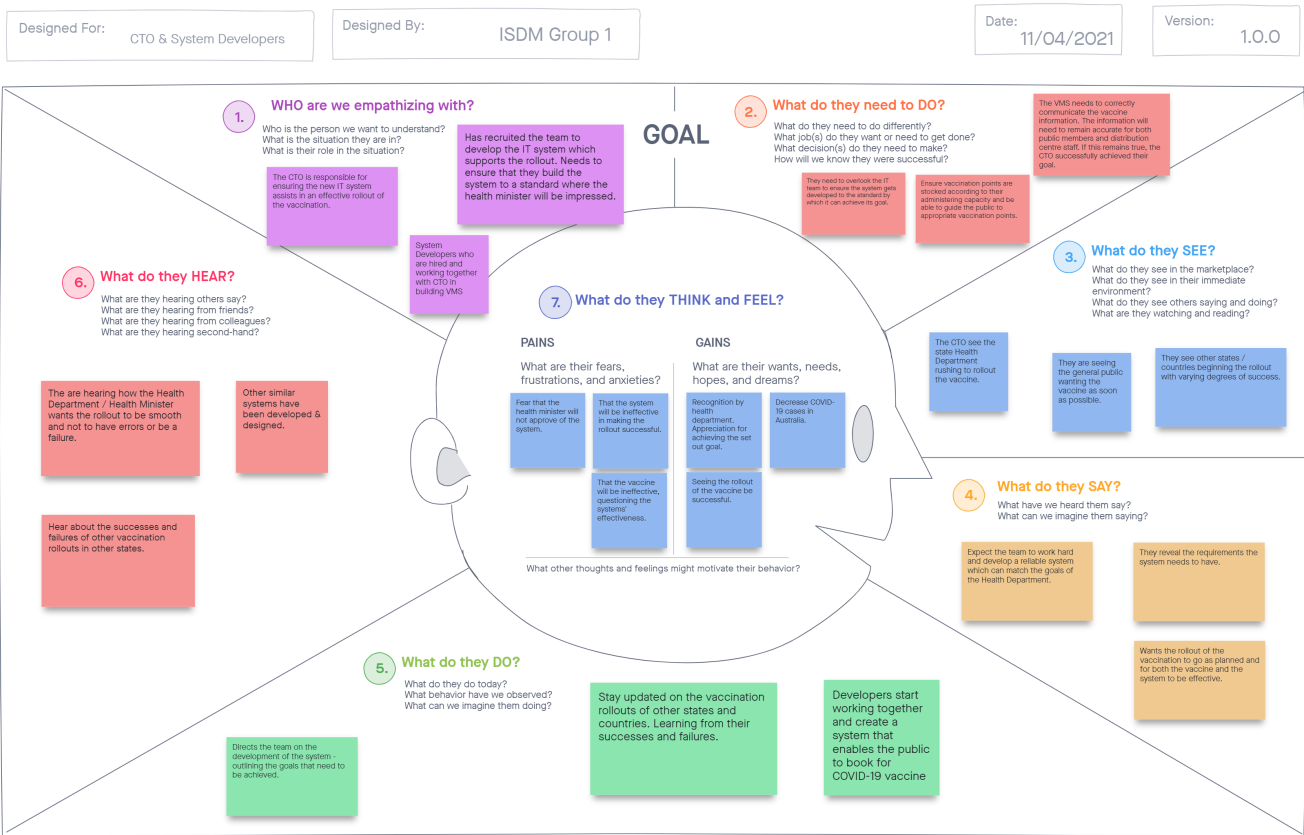 Designed For:
CTO & System Developers
Designed By:
ISDM Group 1
Date:
11/04/2021
Version:
1.0.0
GOAL
1.
WHO are we empathizing with?
Who is the person we want to understand?
What is the situation they are in?
What is their role in the situation?
The CTO is responsible for
ensuring the new IT system
assists in an effective rollout of
the vaccination.
Has recruited the team to
develop the IT system which
supports the rollout. Needs to
ensure that they build the
system to a standard where the
health minister will be impressed.
System
Developers who
are hired and
working together
with CTO in
building VMS
2.
What do they need to DO?
What do they need to do differently?
What job(s) do they want or need to get done?
What decision(s) do they need to make?
How will we know they were successful?
They need to overlook the IT
team to ensure the system gets
developed to the standard by
which it can achieve its goal.
Ensure vaccination points are
stocked according to their
administering capacity and be
able to guide the public to
appropriate vaccination points.
The VMS needs to correctly
communicate the vaccine
information. The information will
need to remain accurate for both
public members and distribution
centre staff. If this remains true, the
CTO successfully achieved their
goal.
3.
What do they SEE?
What do they see in the marketplace?
What do they see in their immediate
environment?
What do they see others saying and doing?
What are they watching and reading?
The CTO see the
state Health
Department
rushing to rollout
the vaccine.
They are seeing
the general public
wanting the
vaccine as soon
as possible.
They see other states /
countries beginning the rollout
with varying degrees of success.
4.
What do they SAY?
What have we heard them say?
What can we imagine them saying?
Expect the team to work hard
and develop a reliable system
which can match the goals of
the Health Department.
They reveal the requirements the
system needs to have.
Wants the rollout of the
vaccination to go as planned and
for both the vaccine and the
system to be effective.
5.
What do they DO?
What do they do today?
What behavior have we observed?
What can we imagine them doing?
Directs the team on the
development of the system -
outlining the goals that need to
be achieved.
Stay updated on the vaccination
rollouts of other states and
countries. Learning from their
successes and failures.
Developers start
working together
and create a
system that
enables the public
to book for
COVID-19 vaccine
6.
What do they HEAR?
What are they hearing others say?
What are they hearing from friends?
What are they hearing from colleagues?
What are they hearing second-hand?
The are hearing how the Health
Department / Health Minister
wants the rollout to be smooth
and not to have errors or be a
failure.
Other similar
systems have
been developed &
designed.
Hear about the successes and
failures of other vaccination
rollouts in other states.
7.
What do they THINK and FEEL?
PAINS
What are their fears,
frustrations, and anxieties?
Fear that the
health minister will
not approve of the
system.
That the system
will be ineffective
in making the
rollout successful.
That the vaccine
will be ineffective,
questioning the
systems'
effectiveness.
GAINS
What are their wants, needs,
hopes, and dreams?
Recognition by
health
department.
Appreciation for
achieving the set
out goal.
Decrease COVID-
19 cases in
Australia.
Seeing the rollout
of the vaccine be
successful.
What other thoughts and feelings might motivate their behavior?